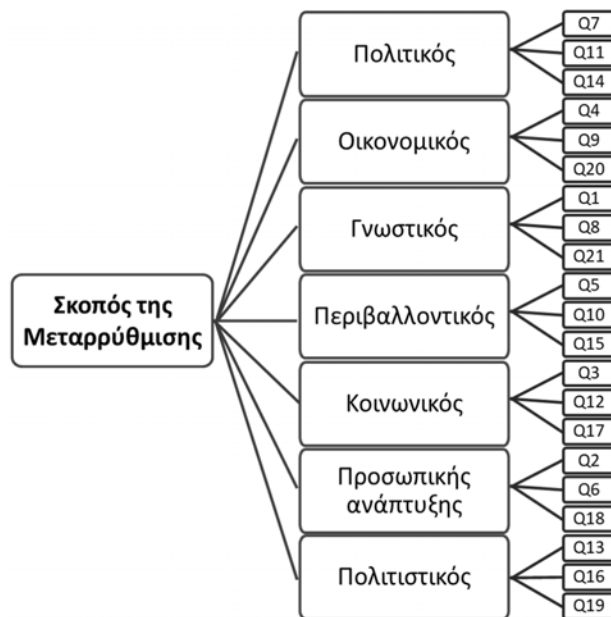 Σκοπός της
Μεταρρύθμισης
Πολιτικός
Q7
Q11
Q14
Οικονομικός
Q4
Q9
Q20
Γνωστικός
Q1
Q8
Q21
Περιβαλλοντικός
Q5
Q10
Q15
Κοινωνικός
Q3
Q12
Q17
Προσωπικής
ανάπτυξης
Q2
Q6
Q18
Πολιτιστικός
Q13
Q16
Q19